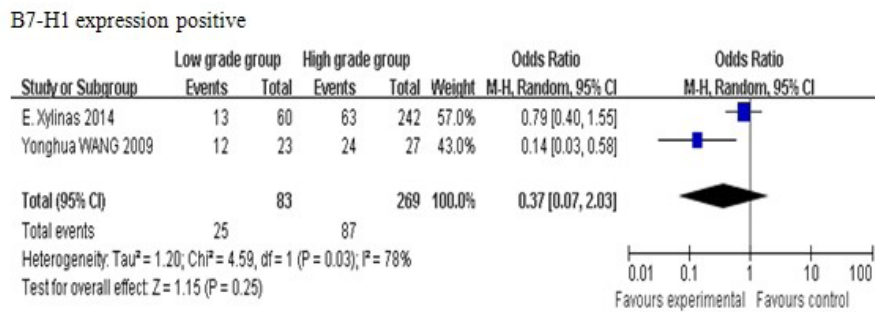 B7-H1 expression positive
Low grade group High grade group Odds Ratio Odds Ratio
Study or Subgroup Events Total Events Total Weight M-H, Random, 95% CI M-H, Random, 95% CI
E. Xylinas 2014 13 60 63 242 57.0% 0.79 [0.40, 1.55]
Yonghua WANG 2009 12 23 24 27 43.0% 0.14 [0.03, 0.58]
Total (95% CI) 83 269 100.0% 0.37 [0.07, 2.03]
Total events 25 87
Heterogeneity: Tau² = 1.20; Chi² = 4.59, df = 1 (P = 0.03); I² = 78%
Test for overall effect: Z = 1.15 (P = 0.25)
0.01 0.1 1 10 100
Favours experimental Favours control